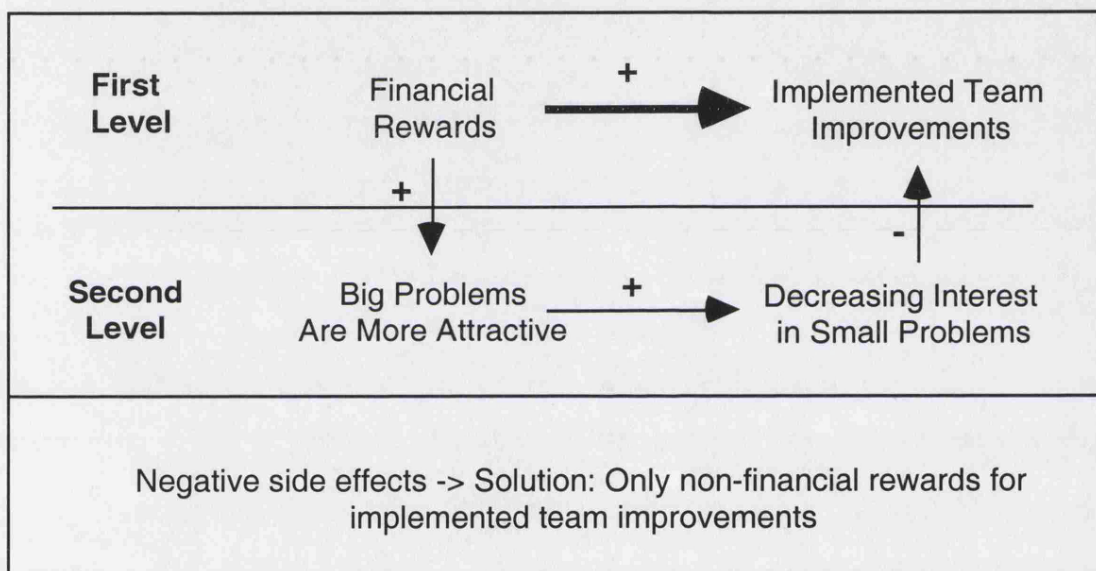 First
Level
Financial
Rewards
+
Implemented Team
Improvements
+
-
Second
Level
Big Problems
Are More Attractive
+
Decreasing Interest
in Small Problems
Negative side effects -> Solution: Only non-financial rewards for
implemented team improvements